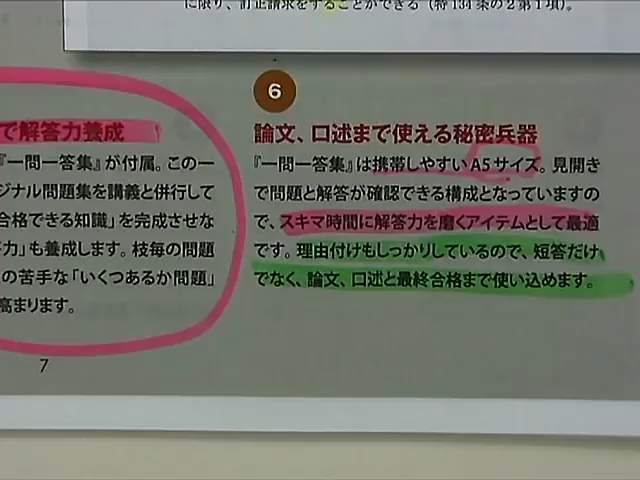 に限り、訂正請求をすることができる（特134条の2第1項）。
で解答力養成
『一問一答集』が付属。この一
ジナル問題集を講義と併行して
合格できる知識」を完成させな
力」も養成します。枝毎の問題
の苦手な「いくつあるか問題」
高まります。
7
6
論文、口述まで使える秘密兵器
『一問一答集』は携帯しやすいA5サイズ。見開き
で問題と解答が確認できる構成となっていますの
で、スキマ時間に解答力を磨くアイテムとして最適
です。理由付けもしっかりしているので、短答だけ
でなく、論文、口述と最終合格まで使い込めます。